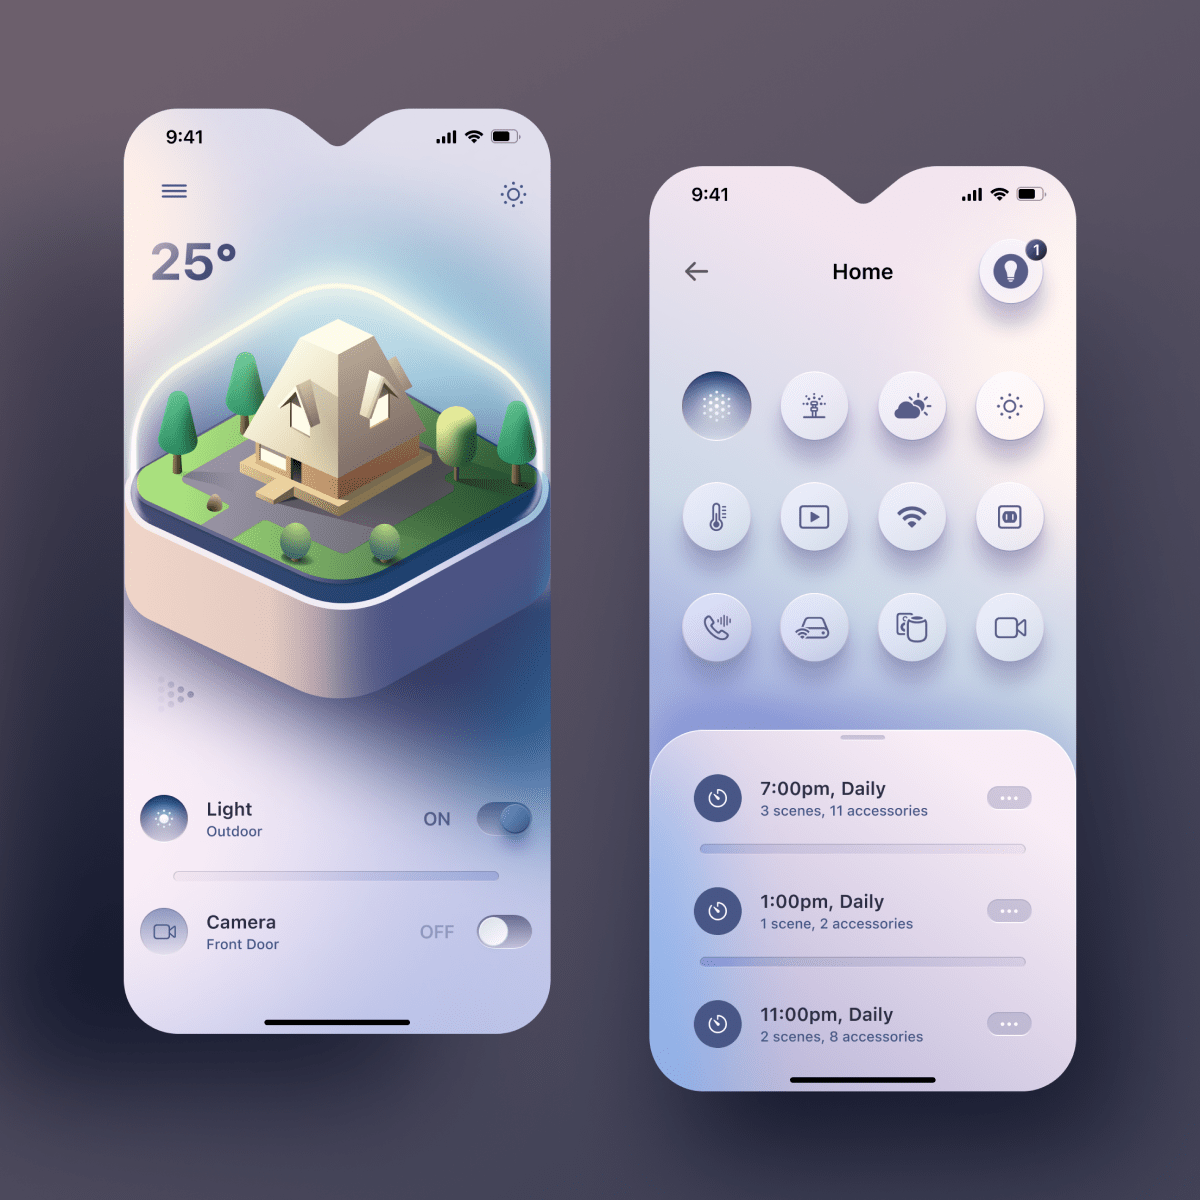 9:41
25°
Light
Outdoor
ON
Camera
Front Door
OFF
9:41
Home
1
7:00pm, Daily
3 scenes, 11 accessories
1:00pm, Daily
1 scene, 2 accessories
11:00pm, Daily
2 scenes, 8 accessories